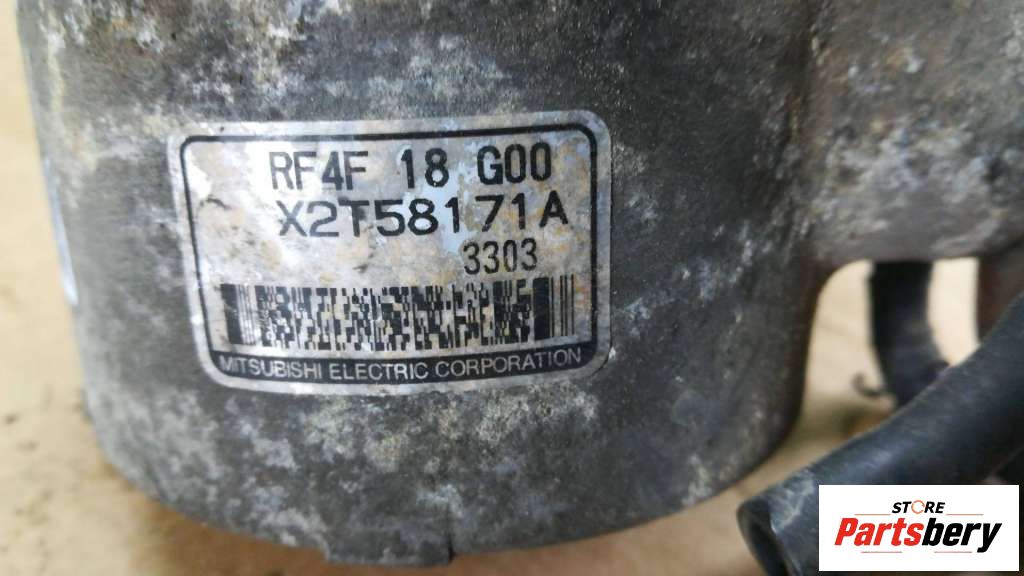 RF4F 18 G00
X2T58171A
3303
MITSUBISHI ELECTRIC CORPORATION
STORE
Partsbery